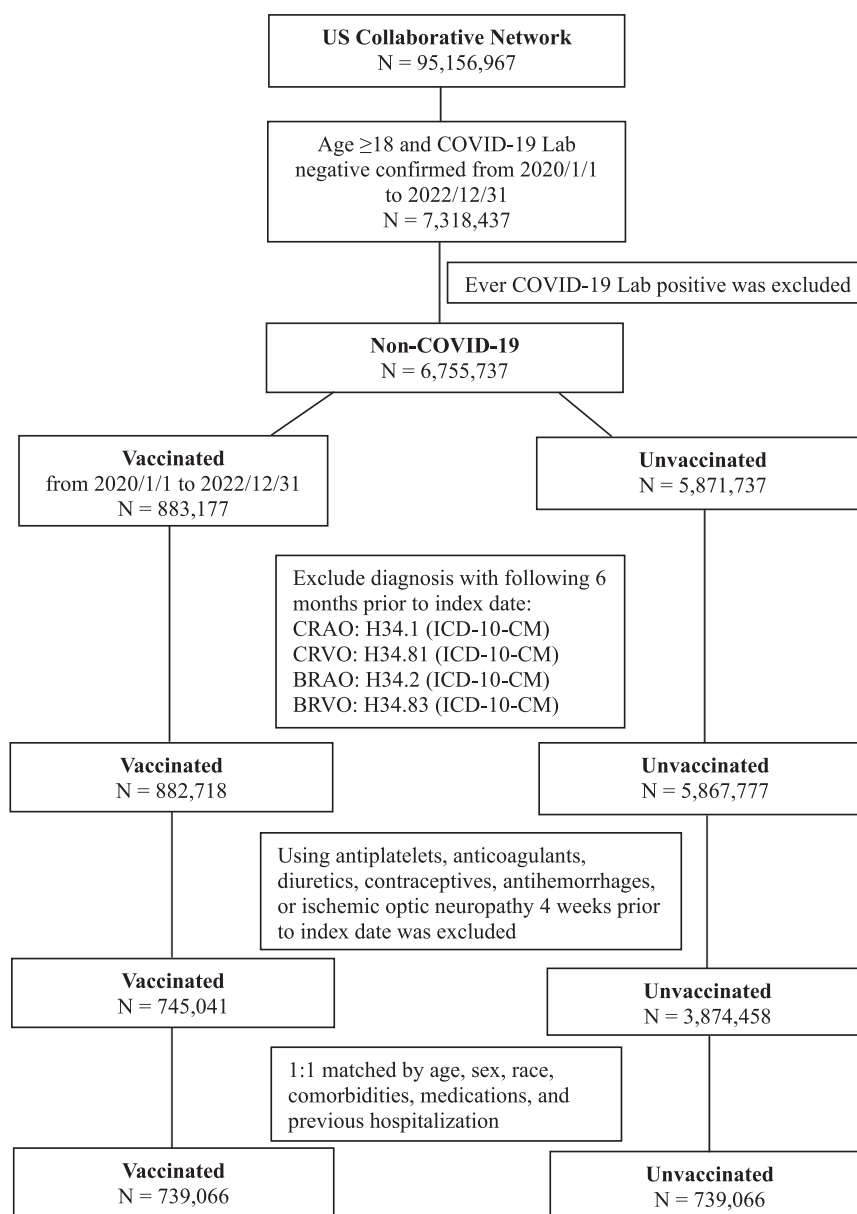 US Collaborative Network
N = 95,156,967
Age ≥18 and COVID-19 Lab
negative confirmed from 2020/1/1
to 2022/12/31
N = 7,318,437
Ever COVID-19 Lab positive was excluded
Non-COVID-19
N = 6,755,737
Vaccinated
from 2020/1/1 to 2022/12/31
N = 883,177
Unvaccinated
N = 5,871,737
Exclude diagnosis with following 6
months prior to index date:
CRAO: H34.1 (ICD-10-CM)
CRVO: H34.81 (ICD-10-CM)
BRAO: H34.2 (ICD-10-CM)
BRVO: H34.83 (ICD-10-CM)
Vaccinated
N = 882,718
Unvaccinated
N = 5,867,777
Using antiplatelets, anticoagulants,
diuretics, contraceptives, antihemorrhages,
or ischemic optic neuropathy 4 weeks prior
to index date was excluded
Vaccinated
N = 745,041
Unvaccinated
N = 3,874,458
1:1 matched by age, sex, race,
comorbidities, medications, and
previous hospitalization
Vaccinated
N = 739,066
Unvaccinated
N = 739,066